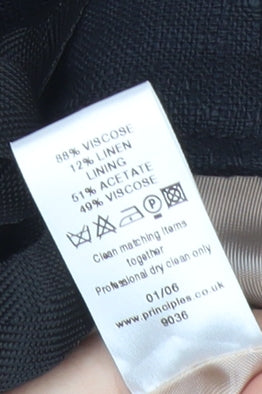 88% VISCOSE
12% LINEN
LINING
51% ACETATE
49% VISCOSE
P
Clean matching items
together
Professional dry clean only
01/06
www.principles.co.uk
9036